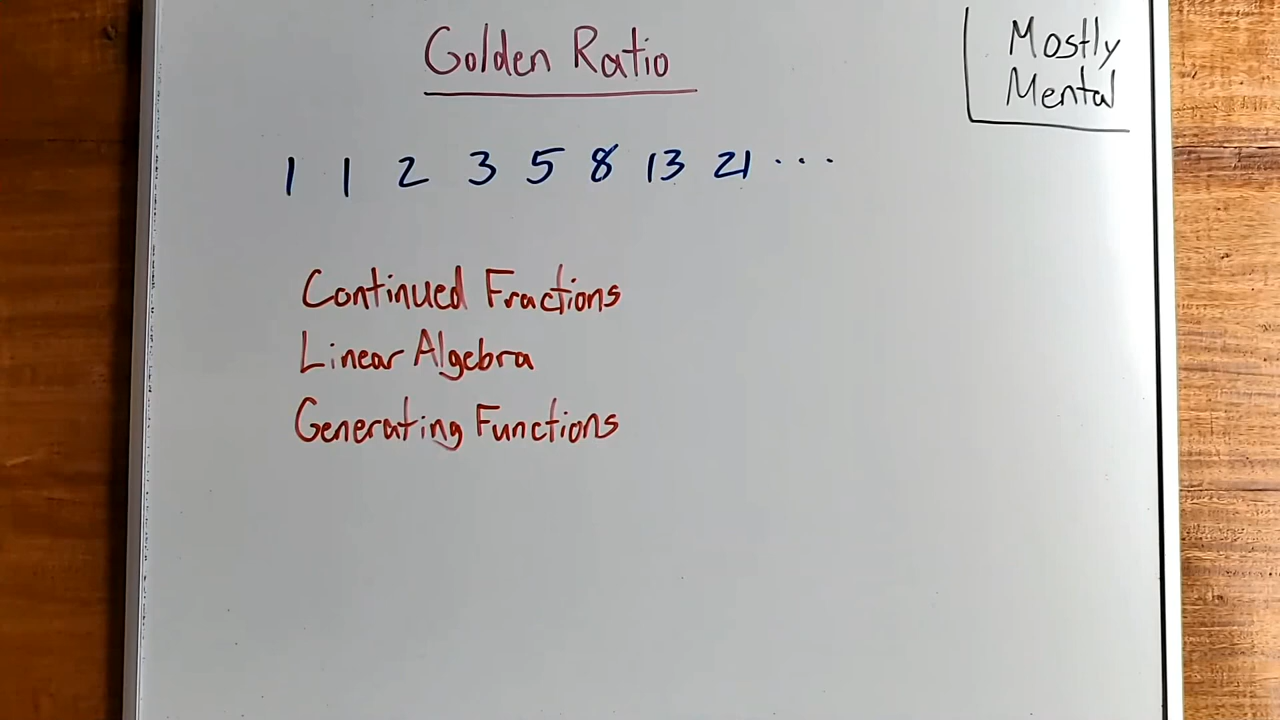 Golden Ratio
Mostly
Mental
1 1 2 3 5 8 13 21 ...
Continued Fractions
Linear Algebra
Generating Functions